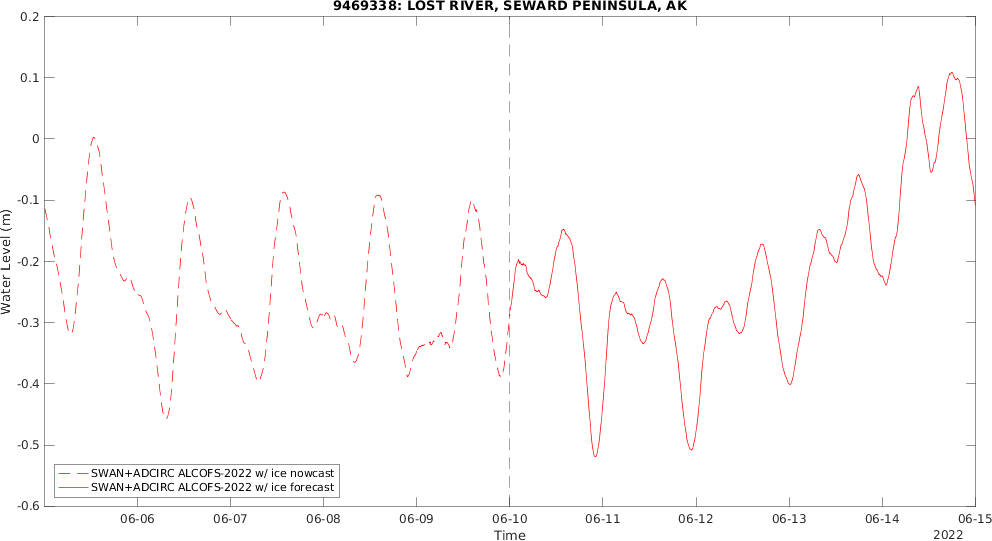 9469338: LOST RIVER, SEWARD PENINSULA, AK
0.2
0.1
0
-0.1
-0.2
-0.3
-0.4
-0.5
-0.6
Water Level (m)
SWAN+ADCIRC ALCOFS-2022 w/ ice nowcast
SWAN+ADCIRC ALCOFS-2022 w/ ice forecast
06-06 06-07 06-08 06-09 06-10 06-11 06-12 06-13 06-14 06-15
Time
2022